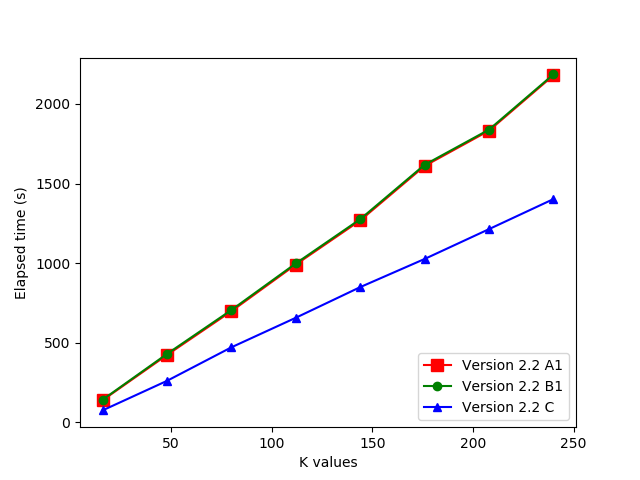 2000
1500
1000
500
0
Elapsed time (s)
50 100 150 200 250
K values
Version 2.2 A1
Version 2.2 B1
Version 2.2 C